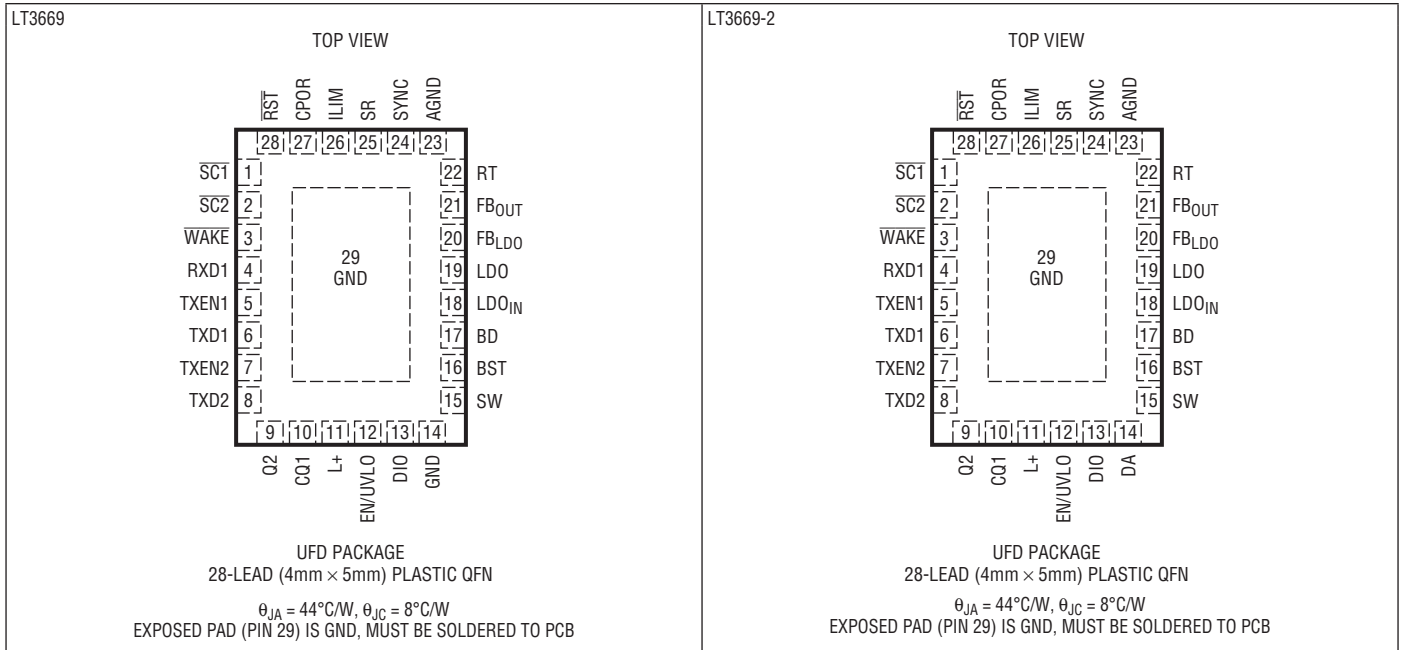 LT3669
TOP VIEW
RST
CPOR
ILIM
SR
SYNC
AGND
28 27 26 25 24 23
SC1 1
SC2 2
WAKE 3
RXD1 4
TXEN1 5
TXD1 6
TXEN2 7
TXD2 8
29
GND
22 RT
21 FBOUT
20 FBLDO
19 LDO
18 LDOIN
17 BD
16 BST
15 SW
9 10 11 12 13 14
Q2
CQ1
L+
EN/UVLO
DIO
GND
UFD PACKAGE
28-LEAD (4mm × 5mm) PLASTIC QFN
θJA = 44°C/W, θJC = 8°C/W
EXPOSED PAD (PIN 29) IS GND, MUST BE SOLDERED TO PCB
LT3669-2
TOP VIEW
RST
CPOR
ILIM
SR
SYNC
AGND
28 27 26 25 24 23
SC1 1
SC2 2
WAKE 3
RXD1 4
TXEN1 5
TXD1 6
TXEN2 7
TXD2 8
29
GND
22 RT
21 FBOUT
20 FBLDO
19 LDO
18 LDOIN
17 BD
16 BST
15 SW
9 10 11 12 13 14
Q2
CQ1
L+
EN/UVLO
DIO
DA
UFD PACKAGE
28-LEAD (4mm × 5mm) PLASTIC QFN
θJA = 44°C/W, θJC = 8°C/W
EXPOSED PAD (PIN 29) IS GND, MUST BE SOLDERED TO PCB